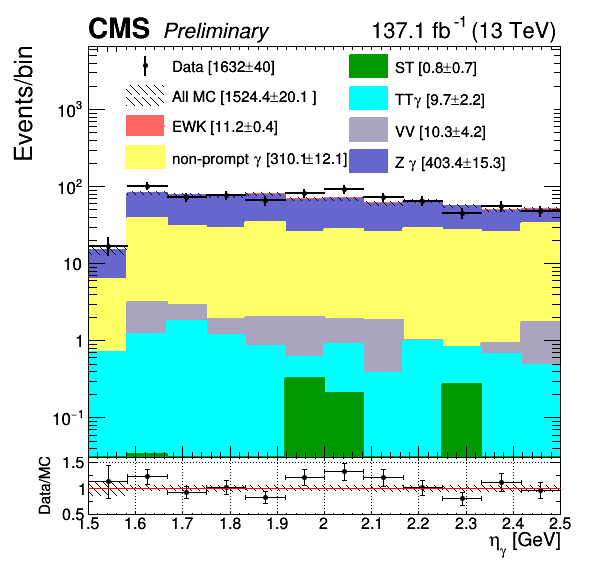 CMS Preliminary 137.1 fb⁻¹ (13 TeV)
Events/bin
Data [1632±40]
All MC [1524.4±20.1 ]
EWK [11.2±0.4]
non-prompt γ [310.1±12.1]
ST [0.8±0.7]
TTγ [9.7±2.2]
VV [10.3±4.2]
Z γ [403.4±15.3]
10³
10²
10
1
10⁻¹
Data/MC
1.5
1
0.5
1.5 1.6 1.7 1.8 1.9 2 2.1 2.2 2.3 2.4 2.5
ηγ [GeV]